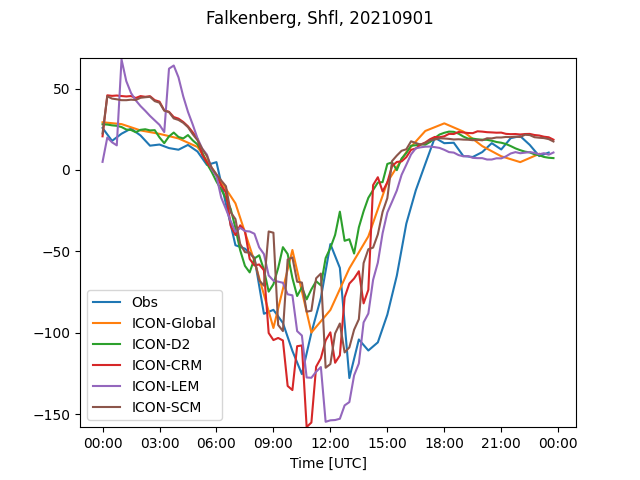 Falkenberg, Shfl, 20210901
50
0
−50
−100
−150
Obs
ICON-Global
ICON-D2
ICON-CRM
ICON-LEM
ICON-SCM
00:00 03:00 06:00 09:00 12:00 15:00 18:00 21:00 00:00
Time [UTC]